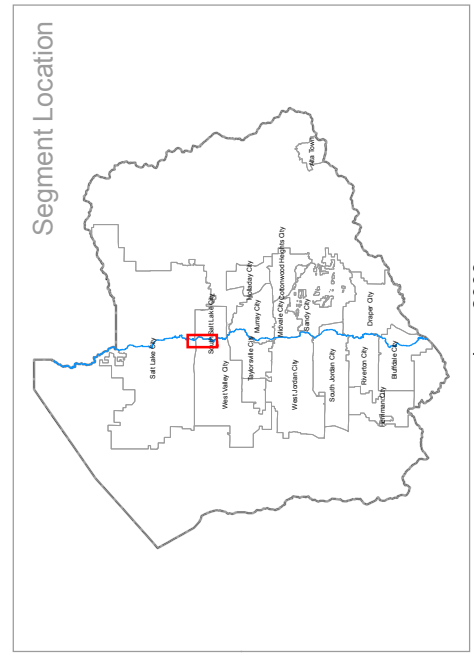 Segment Location
Salt Lake City
South Salt Lake City
West Valley City
Holladay City
Murray City
Taylorsville City
Cottonwood Heights City
Midvale City
Alta Town
Sandy City
West Jordan City
South Jordan City
Draper City
Riverton City
Bluffdale City
Herriman City